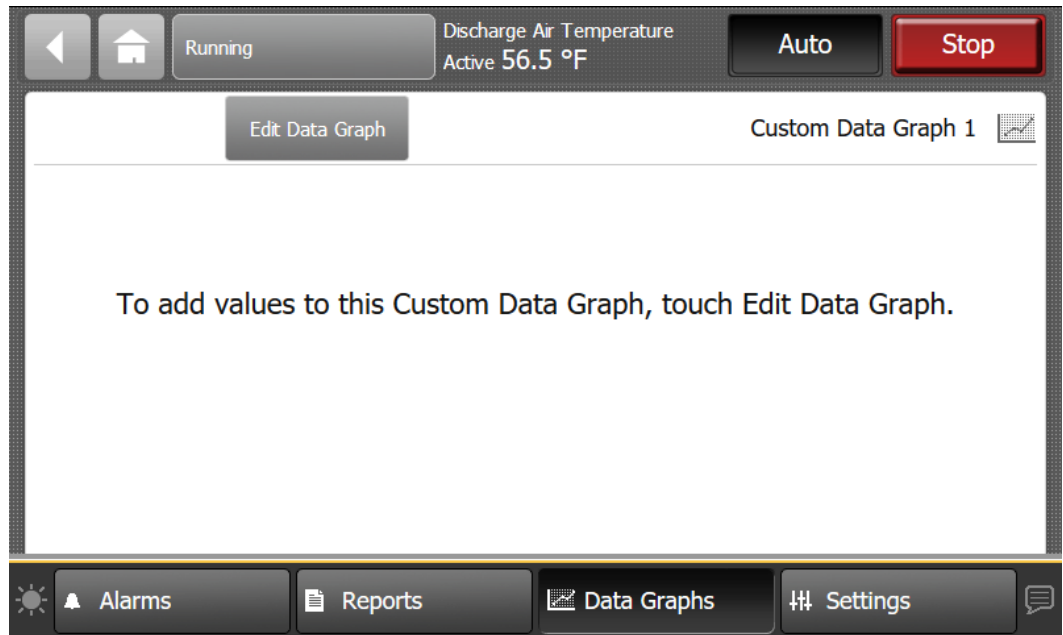 Running
Discharge Air Temperature
Active 56.5 °F
Auto
Stop
Edit Data Graph
Custom Data Graph 1
To add values to this Custom Data Graph, touch Edit Data Graph.
Alarms
Reports
Data Graphs
Settings